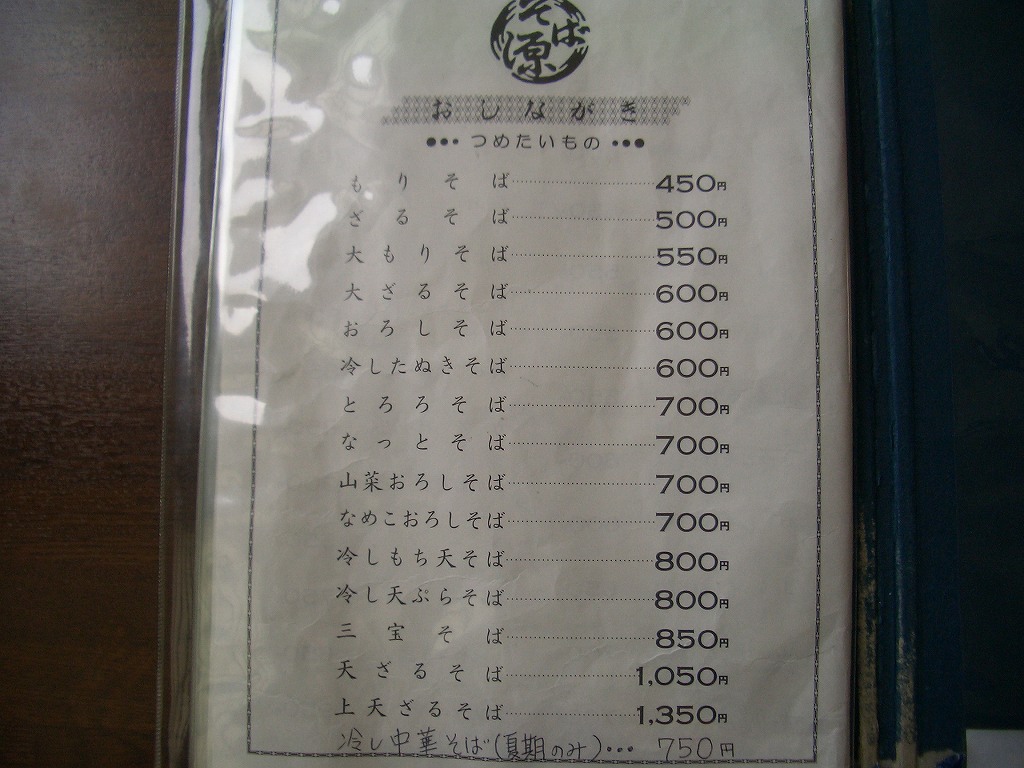 そば
源
おしながき
●●● つめたいもの ●●●
もりそば 450円
ざるそば 500円
大もりそば 550円
大ざるそば 600円
おろしそば 600円
冷したぬきそば 600円
とろろそば 700円
なっとそば 700円
山菜おろしそば 700円
なめこおろしそば 700円
冷しもち天そば 800円
冷し天ぷらそば 800円
三宝そば 850円
天ざるそば 1,050円
上天ざるそば 1,350円
冷し中華そば(夏期のみ)… 750円